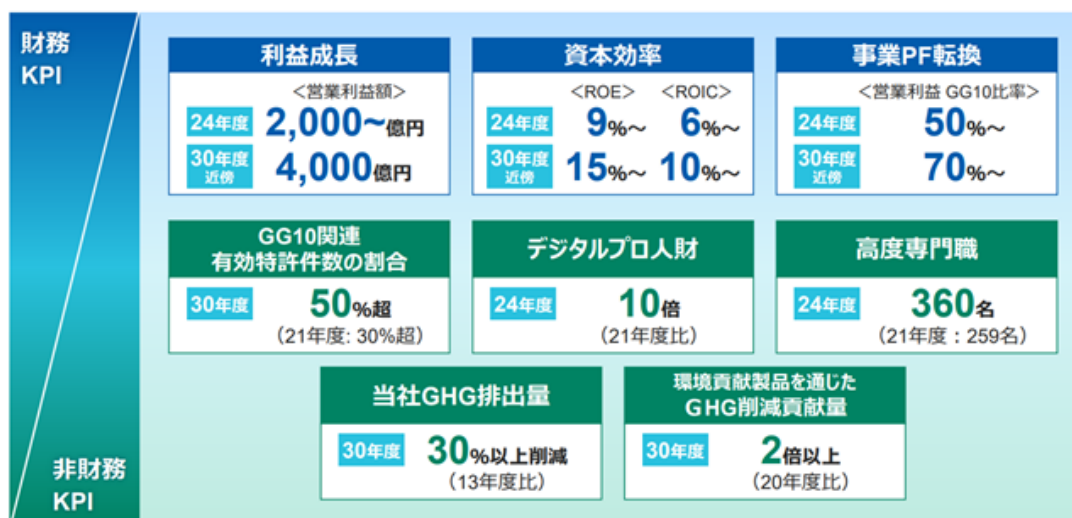 財務
KPI
利益成長
＜営業利益額＞
24年度 2,000~億円
30年度
近傍 4,000億円
資本効率
＜ROE＞ ＜ROIC＞
24年度 9%～ 6%～
30年度
近傍 15%～ 10%～
事業PF転換
＜営業利益 GG10比率＞
24年度 50%～
30年度
近傍 70%～
GG10関連
有効特許件数の割合
30年度 50%超
（21年度: 30%超）
デジタルプロ人財
24年度 10倍
（21年度比）
高度専門職
24年度 360名
（21年度：259名）
当社GHG排出量
30年度 30%以上削減
（13年度比）
環境貢献製品を通じた
GHG削減貢献量
30年度 2倍以上
（20年度比）
非財務
KPI